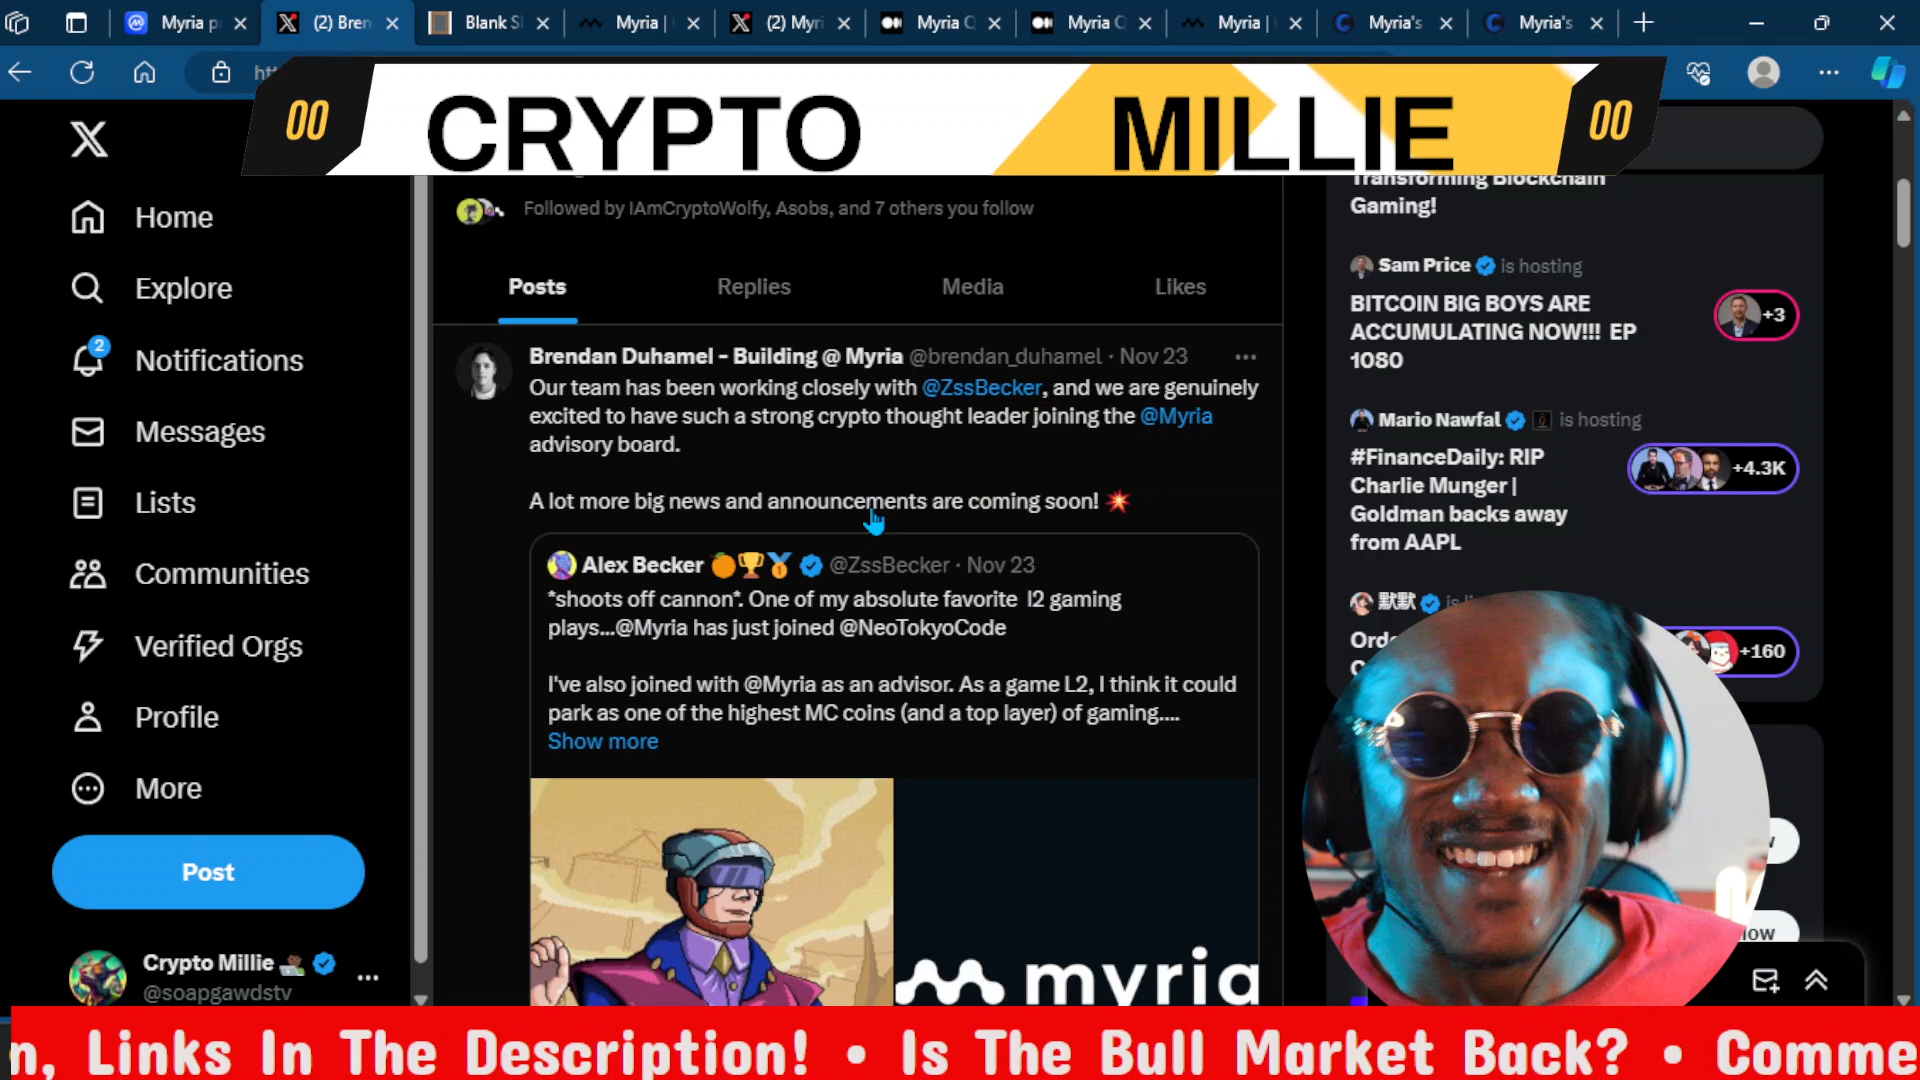 Myria p
(2) Bren
Blank S
Myria |
(2) Myri
Myria Q
Myria Q
Myria |
Myria's
Myria's
00
CRYPTO MILLIE
00
Home
Explore
2
Notifications
Messages
Lists
Communities
Verified Orgs
Profile
More
Post
Crypto Millie
@soapgawdstv
Followed by IAmCryptoWolfy, Asobs, and 7 others you follow
Posts
Replies
Media
Likes
Brendan Duhamel - Building @ Myria @brendan_duhamel · Nov 23
Our team has been working closely with @ZssBecker, and we are genuinely
excited to have such a strong crypto thought leader joining the @Myria
advisory board.
A lot more big news and announcements are coming soon! 💥
Alex Becker 🍊🏆🥇 @ZssBecker · Nov 23
*shoots off cannon*. One of my absolute favorite l2 gaming
plays...@Myria has just joined @NeoTokyoCode
I've also joined with @Myria as an advisor. As a game L2, I think it could
park as one of the highest MC coins (and a top layer) of gaming....
Show more
myria
Transforming Blockchain
Gaming!
Sam Price is hosting
BITCOIN BIG BOYS ARE
ACCUMULATING NOW!!! EP
1080
+3
Mario Nawfal is hosting
#FinanceDaily: RIP
Charlie Munger |
Goldman backs away
from AAPL
+4.3K
默默
+160
n, Links In The Description! • Is The Bull Market Back? • Comme